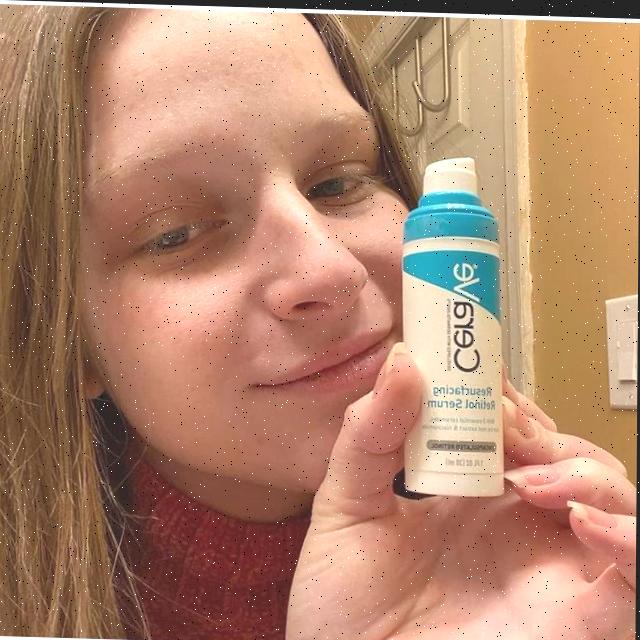 CeraVe
Resurfacing
Retinol Serum
ENCAPSULATED RETINOL
1 FL OZ (30 mL)